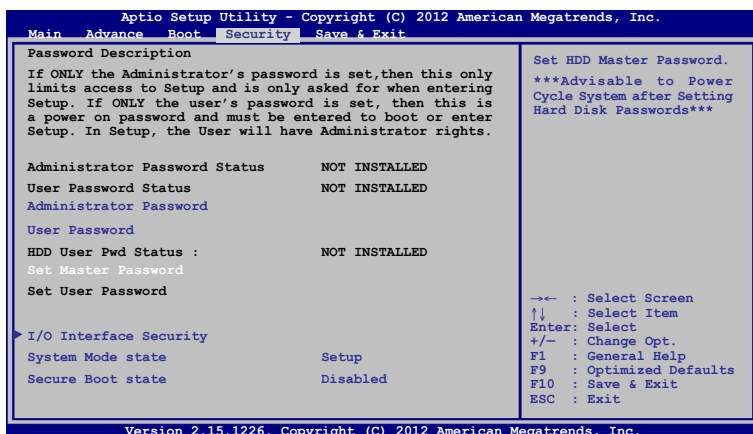 Aptio Setup Utility - Copyright (C) 2012 American Megatrends, Inc.
Main Advance Boot Security Save & Exit
Password Description
If ONLY the Administrator's password is set,then this only
limits access to Setup and is only asked for when entering
Setup. If ONLY the user's password is set, then this is
a power on password and must be entered to boot or enter
Setup. In Setup, the User will have Administrator rights.
Administrator Password Status NOT INSTALLED
User Password Status NOT INSTALLED
Administrator Password
User Password
HDD User Pwd Status : NOT INSTALLED
Set Master Password
Set User Password
I/O Interface Security
System Mode state Setup
Secure Boot state Disabled
Set HDD Master Password.
***Advisable to Power
Cycle System after Setting
Hard Disk Passwords***
→← : Select Screen
↑↓ : Select Item
Enter: Select
+/— : Change Opt.
F1 : General Help
F9 : Optimized Defaults
F10 : Save & Exit
ESC : Exit
Version 2.15.1226. Copyright (C) 2012 American Megatrends, Inc.